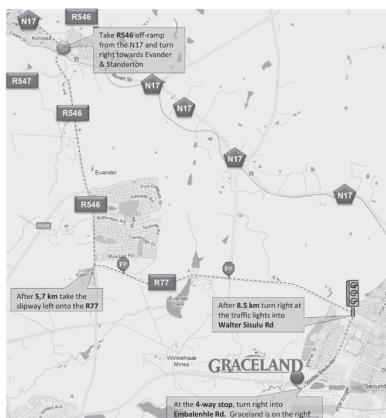 N17
R546
Kinross
Take R546 off-ramp
from the N17 and turn
right towards Evander
& Standerton
R547
N17
N17
R546
N17
N17
Evander
R546
R77
After 5,7 km take the
slipway left onto the R77
Evander
Dam
After 8.5 km turn right at
the traffic lights into
Walter Sisulu Rd
Winkelhaak
Mines
GRACELAND
Secund
At the 4-way stop, turn right into
Embalenhle Rd. Graceland is on the right